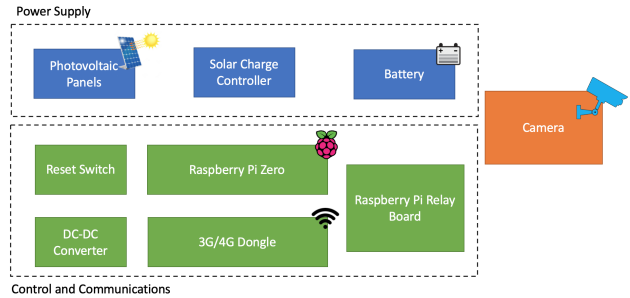 Power Supply
Photovoltaic
Panels
Solar Charge
Controller
Battery
Camera
Reset Switch
Raspberry Pi Zero
Raspberry Pi Relay
Board
DC-DC
Converter
3G/4G Dongle
Control and Communications